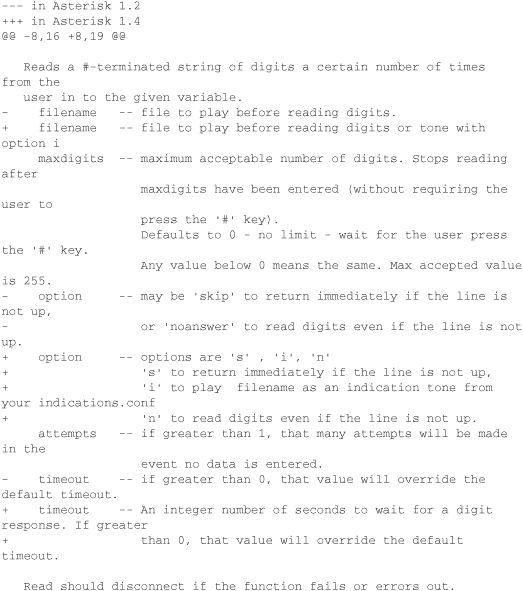 --- in Asterisk 1.2
+++ in Asterisk 1.4
@@ -8,16 +8,19 @@
Reads a #-terminated string of digits a certain number of times
from the
user in to the given variable.
- filename -- file to play before reading digits.
+ filename -- file to play before reading digits or tone with
option i
maxdigits -- maximum acceptable number of digits. Stops reading
after
maxdigits have been entered (without requiring the
user to
press the '#' key).
Defaults to 0 - no limit - wait for the user press
the '#' key.
Any value below 0 means the same. Max accepted value
is 255.
- option -- may be 'skip' to return immediately if the line is
not up,
- or 'noanswer' to read digits even if the line is not
up.
+ option -- options are 's' , 'i', 'n'
+ 's' to return immediately if the line is not up,
+ 'i' to play filename as an indication tone from
your indications.conf
+ 'n' to read digits even if the line is not up.
attempts -- if greater than 1, that many attempts will be made
in the
event no data is entered.
- timeout -- if greater than 0, that value will override the
default timeout.
+ timeout -- An integer number of seconds to wait for a digit
response. If greater
+ than 0, that value will override the default
timeout.
Read should disconnect if the function fails or errors out.